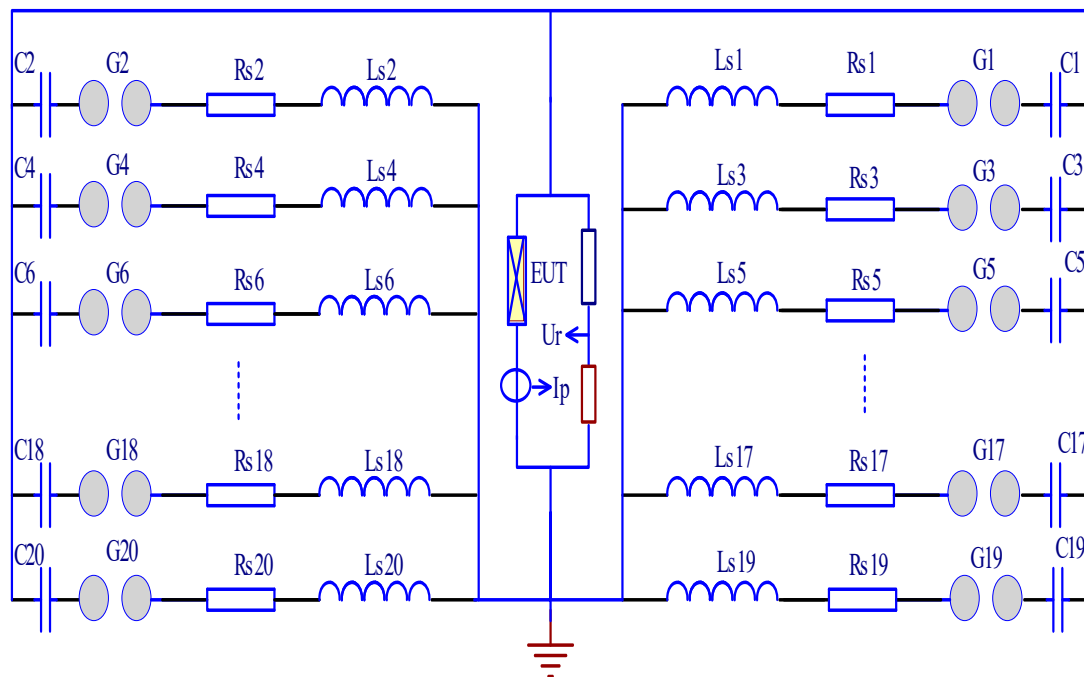 C2 G2 Rs2 Ls2 Ls1 Rs1 G1 C1
C4 G4 Rs4 Ls4 Ls3 Rs3 G3 C3
C6 G6 Rs6 Ls6 EUT Ls5 Rs5 G5 C5
Ur
Ip
C18 G18 Rs18 Ls18 Ls17 Rs17 G17 C17
C20 G20 Rs20 Ls20 Ls19 Rs19 G19 C19